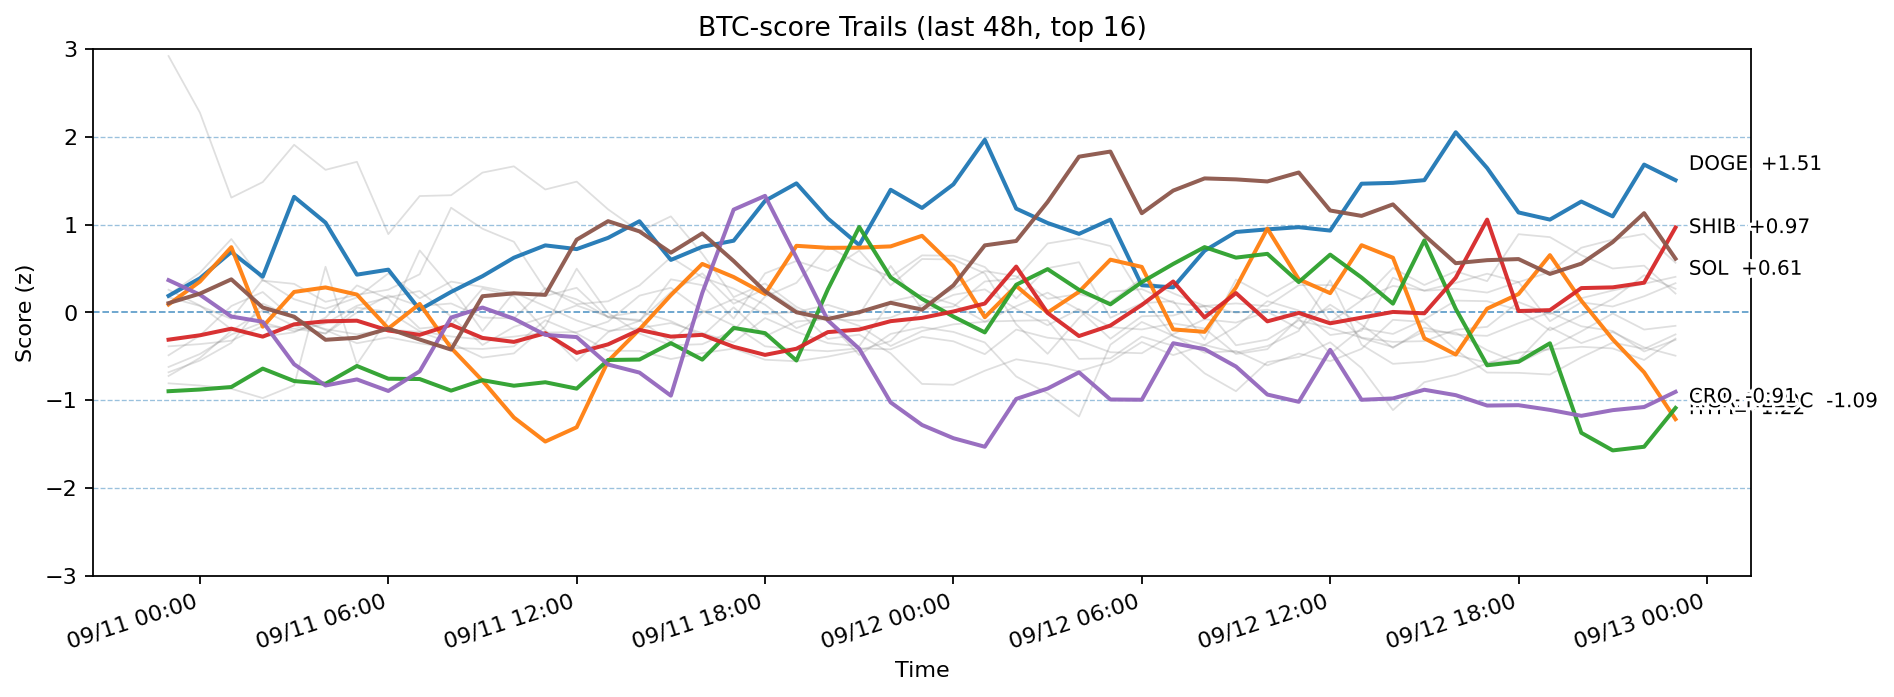 BTC-score Trails (last 48h, top 16)
3
2
1
0
−1
−2
−3
Score (z)
DOGE +1.51
SHIB +0.97
SOL +0.61
CRO -0.91
-1.09
-1.22
09/11 00:00
09/11 06:00
09/11 12:00
09/11 18:00
09/12 00:00
09/12 06:00
09/12 12:00
09/12 18:00
09/13 00:00
Time